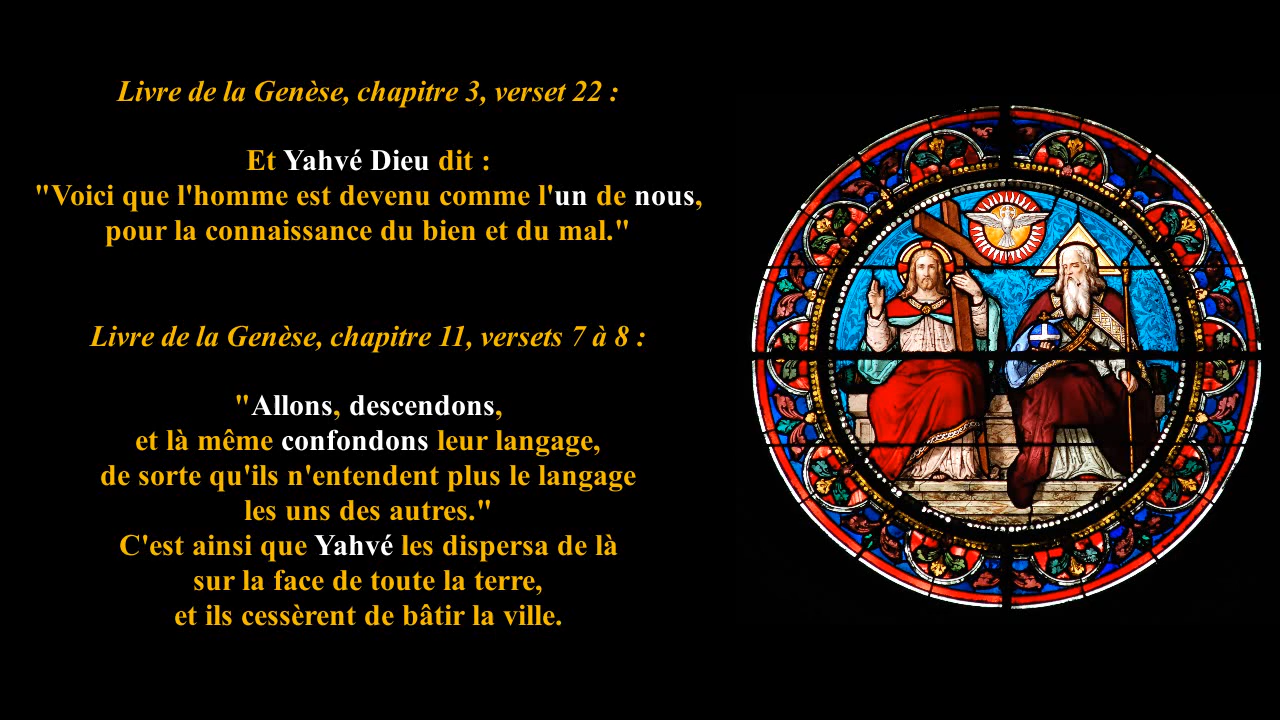 Livre de la Genèse, chapitre 3, verset 22 :
Et Yahvé Dieu dit :
"Voici que l'homme est devenu comme l'un de nous,
pour la connaissance du bien et du mal."
Livre de la Genèse, chapitre 11, versets 7 à 8 :
"Allons, descendons,
et là même confondons leur langage,
de sorte qu'ils n'entendent plus le langage
les uns des autres."
C'est ainsi que Yahvé les dispersa de là
sur la face de toute la terre,
et ils cessèrent de bâtir la ville.